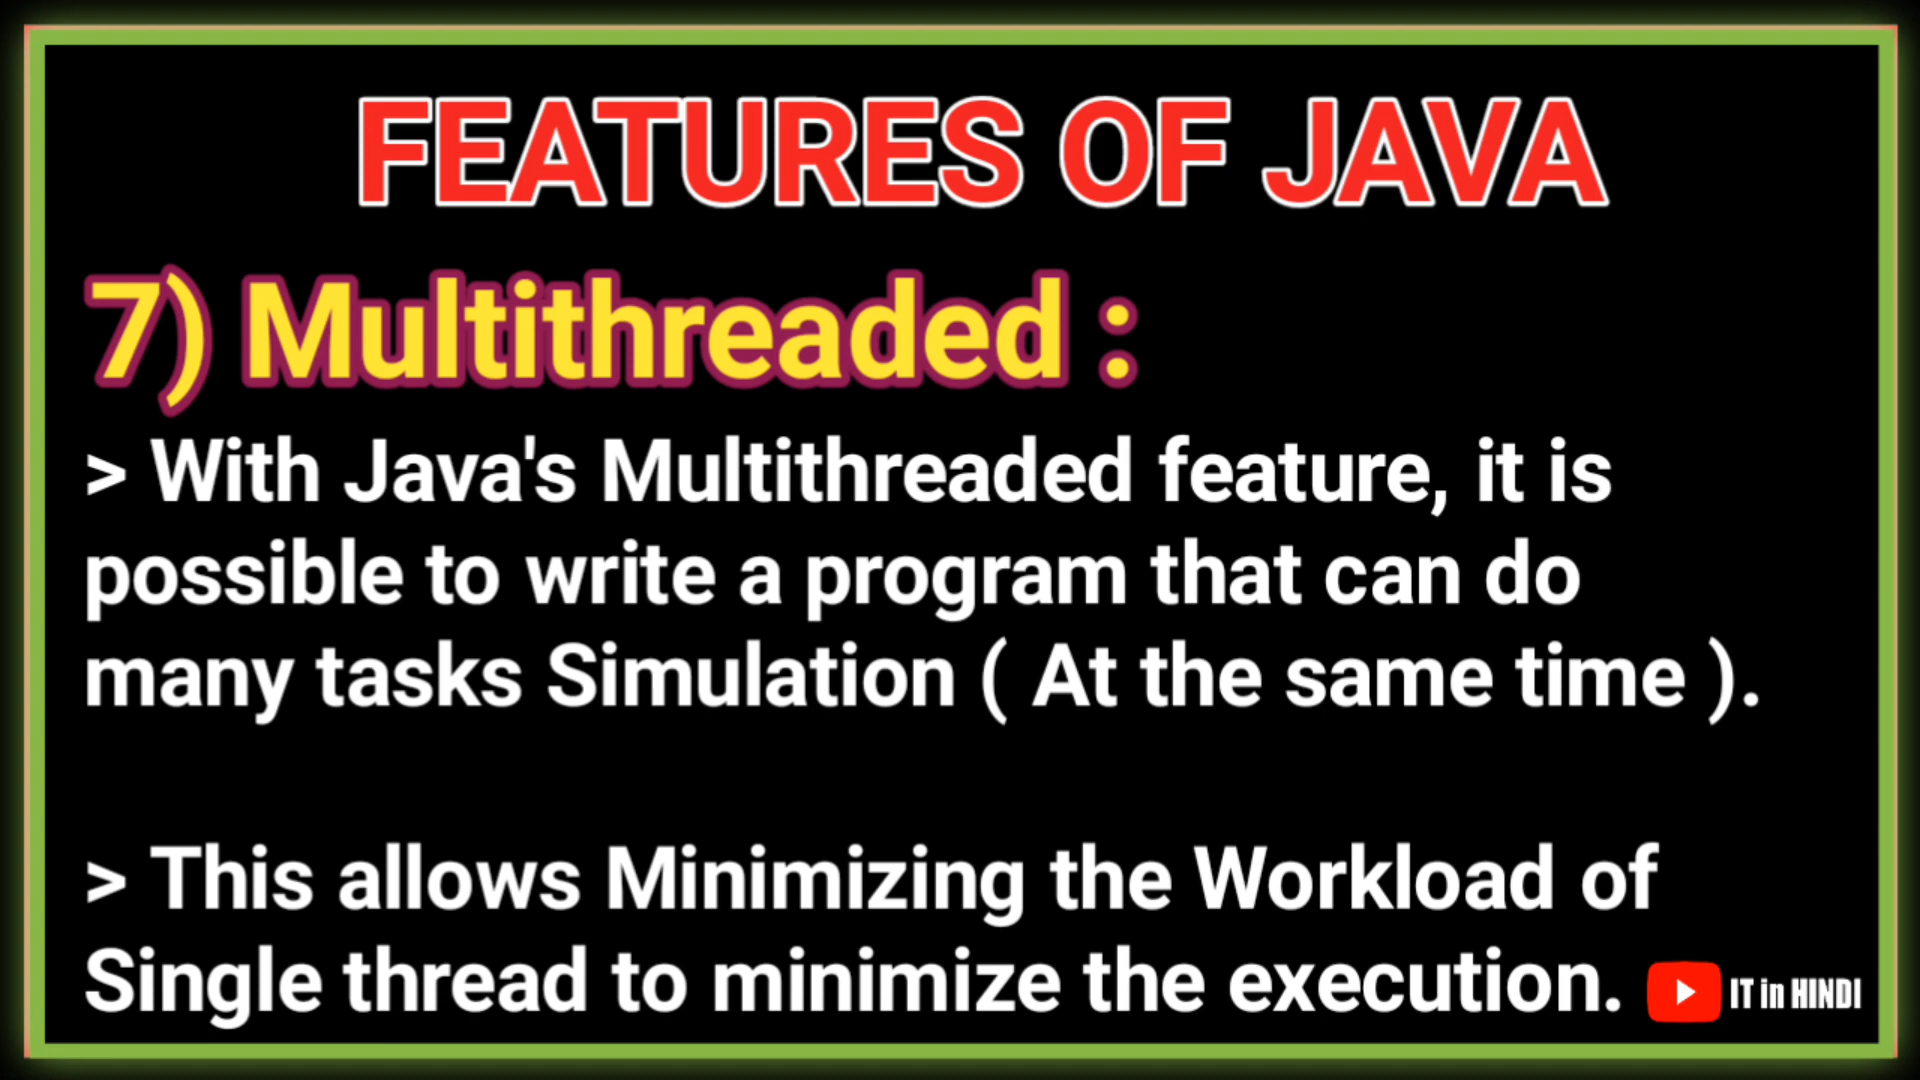 FEATURES OF JAVA
7) Multithreaded :
> With Java's Multithreaded feature, it is
possible to write a program that can do
many tasks Simulation ( At the same time ).
> This allows Minimizing the Workload of
Single thread to minimize the execution.
IT in HINDI